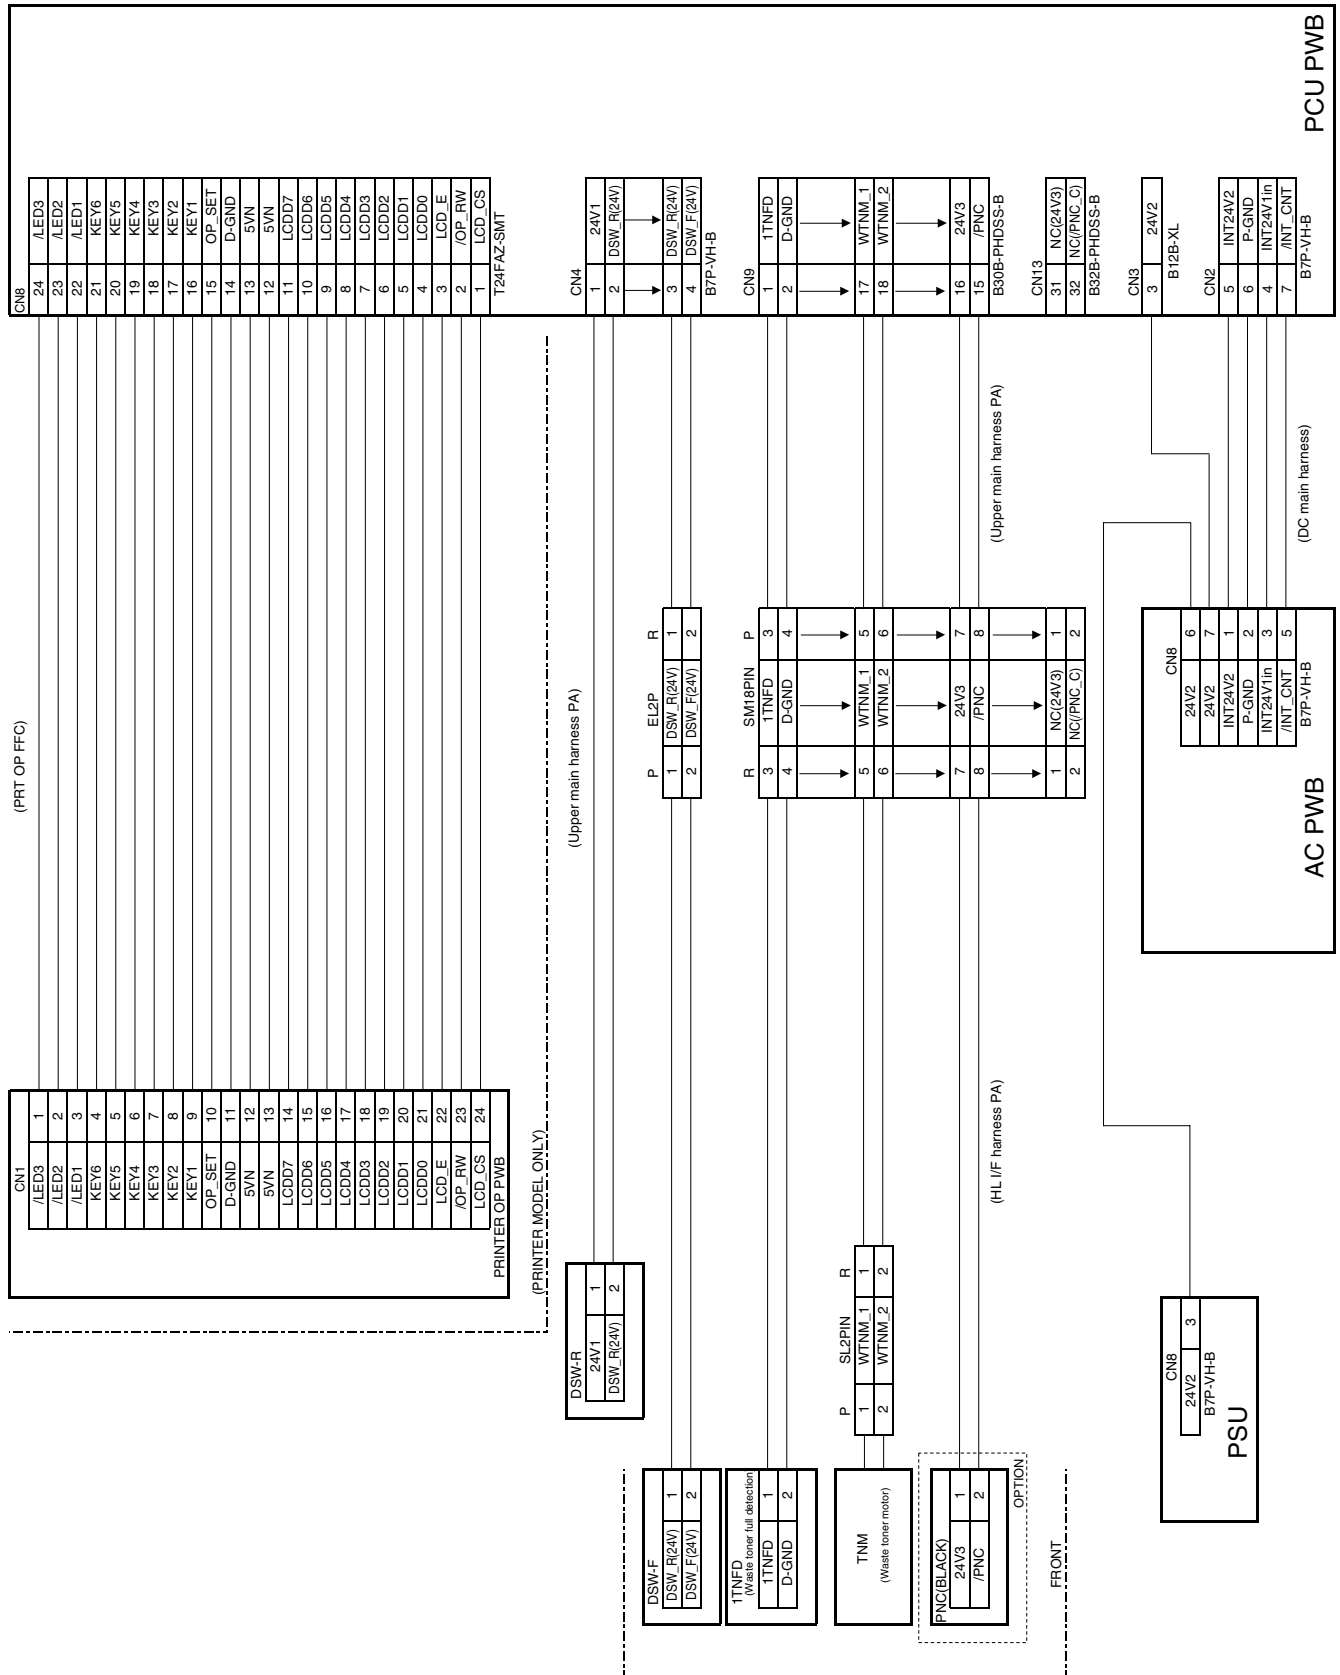 PCU PWB
CN8
24 /LED3
23 /LED2
22 /LED1
21 KEY6
20 KEY5
19 KEY4
18 KEY3
17 KEY2
16 KEY1
15 OP_SET
14 D-GND
13 5VN
12 5VN
11 LCDD7
10 LCDD6
9 LCDD5
8 LCDD4
7 LCDD3
6 LCDD2
5 LCDD1
4 LCDD0
3 LCD_E
2 /OP_RW
1 LCD_CS
T24FAZ-SMT
CN4
1 24V1
2 DSW_R(24V)
3 DSW_R(24V)
4 DSW_F(24V)
B7P-VH-B
CN9
1 1TNFD
2 D-GND
17 WTNM_1
18 WTNM_2
16 24V3
15 /PNC
B30B-PHDSS-B
CN13
31 NC(24V3)
32 NC(/PNC_C)
B32B-PHDSS-B
CN3
3 24V2
B12B-XL
CN2
5 INT24V2
6 P-GND
4 INT24V1in
7 /INT_CNT
B7P-VH-B
(PRT OP FFC)
(Upper main harness PA)
(Upper main harness PA)
(DC main harness)
P EL2P R
1 DSW_R(24V) 1
2 DSW_F(24V) 2
R SM18PIN P
3 1TNFD 3
4 D-GND 4
5 WTNM_1 5
6 WTNM_2 6
7 24V3 7
8 /PNC 8
1 NC(24V3) 1
2 NC(/PNC_C) 2
CN8
24V2 6
24V2 7
INT24V2 1
P-GND 2
INT24V1in 3
/INT_CNT 5
B7P-VH-B
AC PWB
CN1
/LED3 1
/LED2 2
/LED1 3
KEY6 4
KEY5 5
KEY4 6
KEY3 7
KEY2 8
KEY1 9
OP_SET 10
D-GND 11
5VN 12
5VN 13
LCDD7 14
LCDD6 15
LCDD5 16
LCDD4 17
LCDD3 18
LCDD2 19
LCDD1 20
LCDD0 21
LCD_E 22
/OP_RW 23
LCD_CS 24
PRINTER OP PWB
(PRINTER MODEL ONLY)
(HL I/F harness PA)
DSW-R
24V1 1
DSW_R(24V) 2
P SL2PIN R
1 WTNM_1 1
2 WTNM_2 2
CN8
24V2 3
B7P-VH-B
PSU
DSW-F
DSW_R(24V) 1
DSW_F(24V) 2
1TNFD
(Waste toner full detection
1TNFD 1
D-GND 2
TNM
(Waste toner motor)
PNC(BLACK)
24V3 1
/PNC 2
OPTION
FRONT